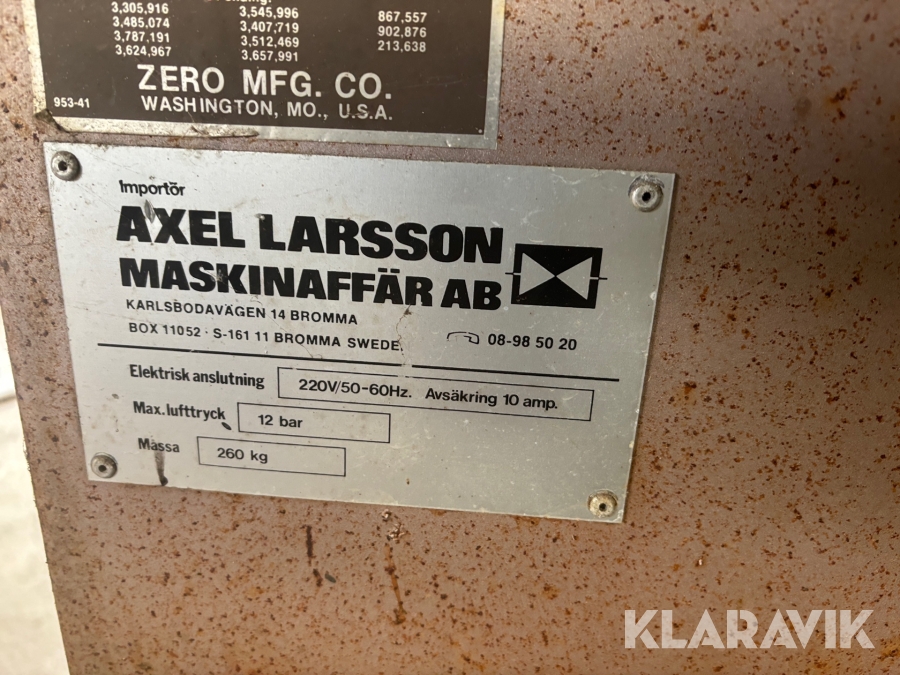 3,305,916 3,545,996 867,557
3,485,074 3,407,719 902,876
3,787,191 3,512,469 213,638
3,624,967 3,657,991
ZERO MFG. CO.
953-41 WASHINGTON, MO., U.S.A.
Importör
AXEL LARSSON
MASKINAFFÄR AB
KARLSBODAVÄGEN 14 BROMMA
BOX 11052 · S-161 11 BROMMA SWEDE 08-98 50 20
Elektrisk anslutning 220V/50-60Hz. Avsäkring 10 amp.
Max. lufttryck 12 bar
Massa 260 kg
KLARAVIK